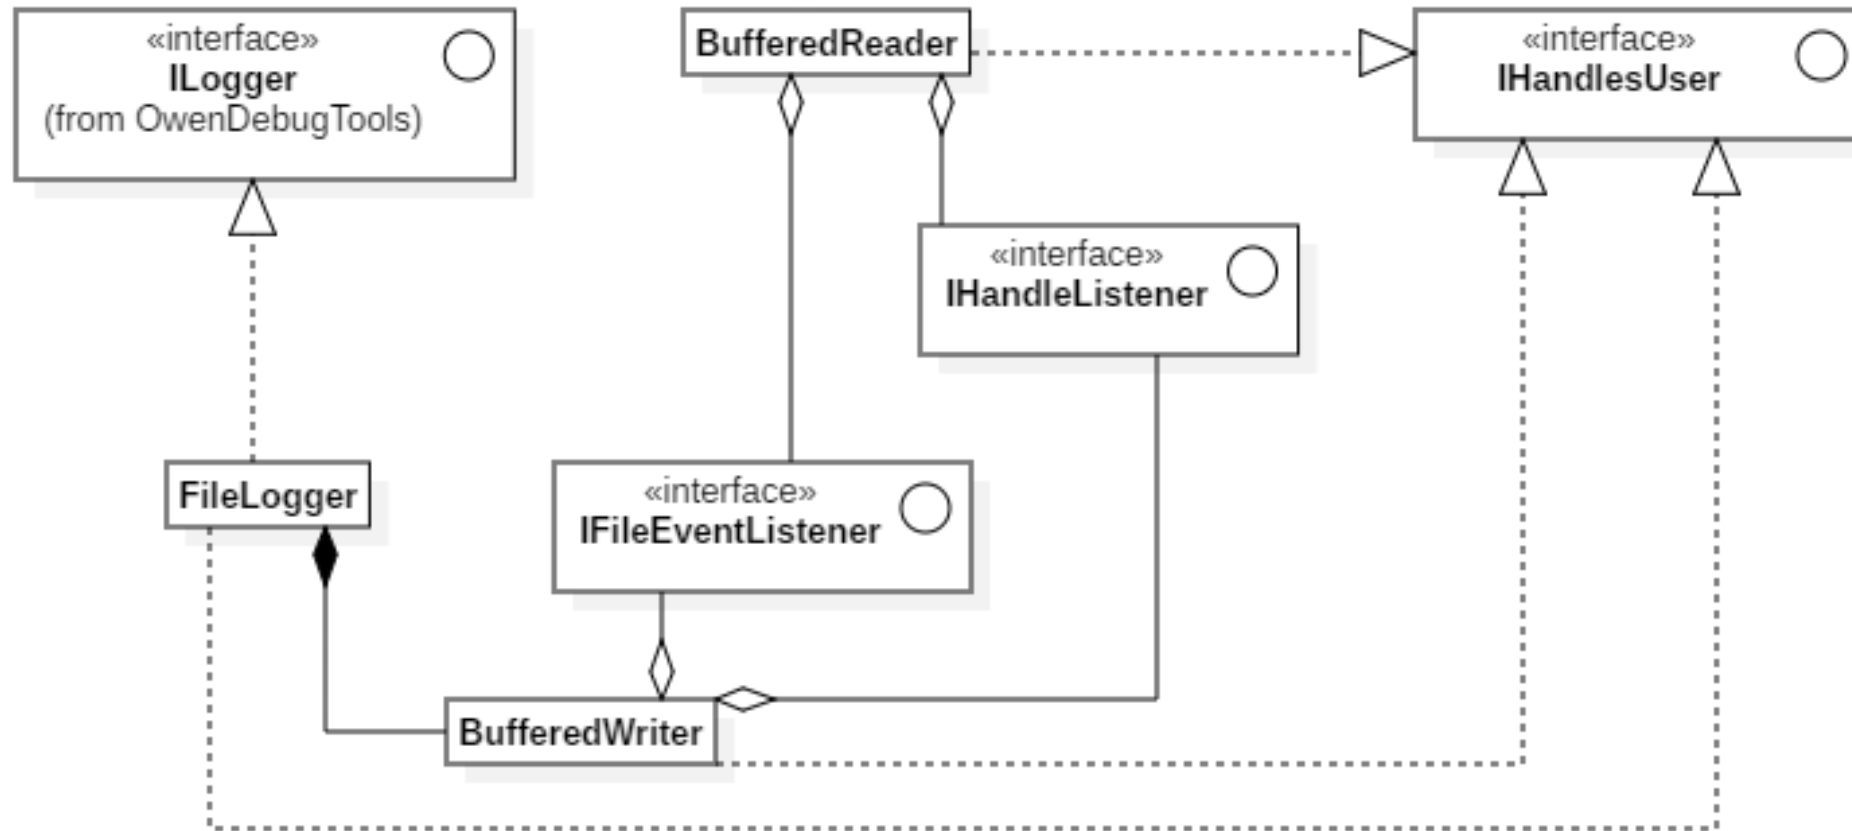 «interface»
ILogger
(from OwenDebugTools)
BufferedReader
«interface»
IHandlesUser
«interface»
IHandleListener
FileLogger
«interface»
IFileEventListener
BufferedWriter